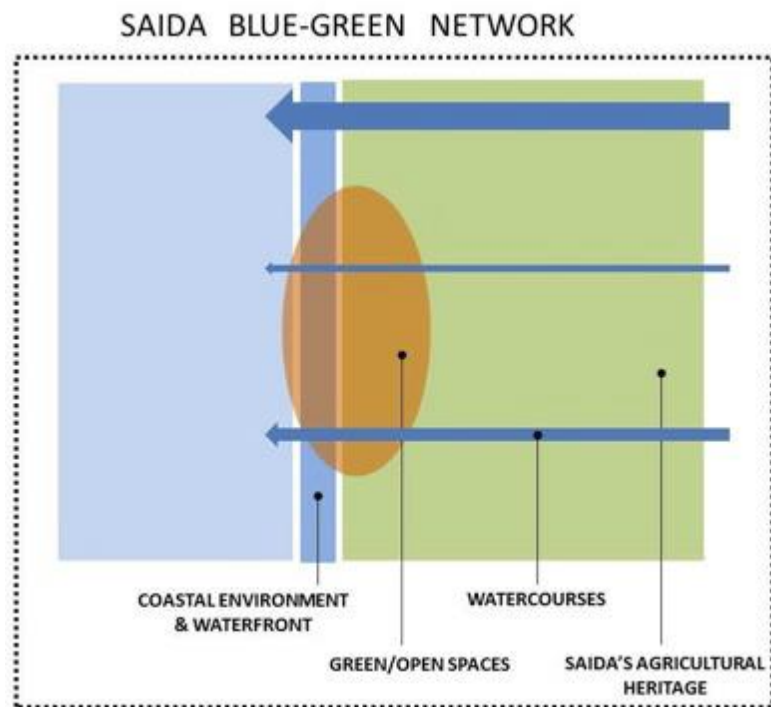 SAIDA BLUE-GREEN NETWORK
COASTAL ENVIRONMENT
& WATERFRONT
WATERCOURSES
GREEN/OPEN SPACES
SAIDA'S AGRICULTURAL
HERITAGE